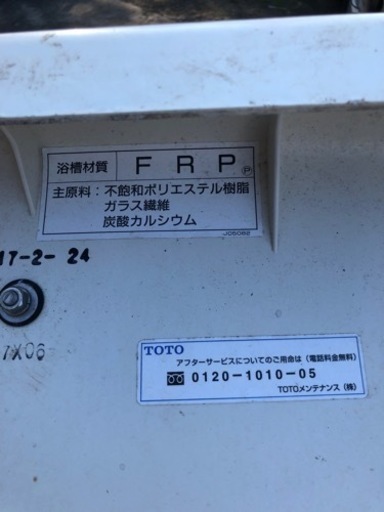 浴槽材質 FRP Ⓟ
主原料：不飽和ポリエステル樹脂
ガラス繊維
炭酸カルシウム
J05082
17-2-24
7X06
TOTO
アフターサービスについてのご用命は（電話料金無料）
0120-1010-05
TOTOメンテナンス（株）